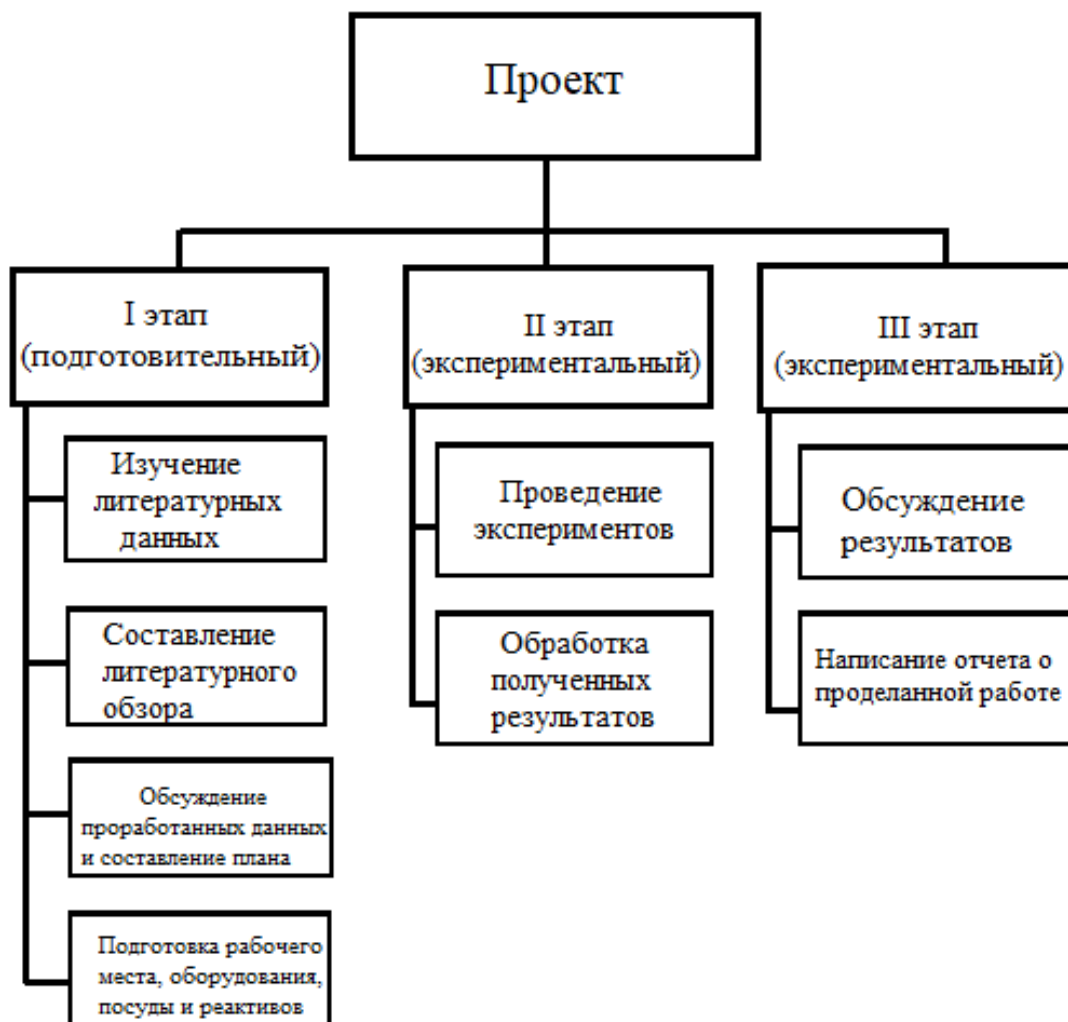 Проект
I этап
(подготовительный)
Изучение
литературных
данных
Составление
литературного
обзора
Обсуждение
проработанных данных
и составление плана
Подготовка рабочего
места, оборудования,
посуды и реактивов
II этап
(экспериментальный)
Проведение
экспериментов
Обработка
полученных
результатов
III этап
(экспериментальный)
Обсуждение
результатов
Написание отчета о
проделанной работе